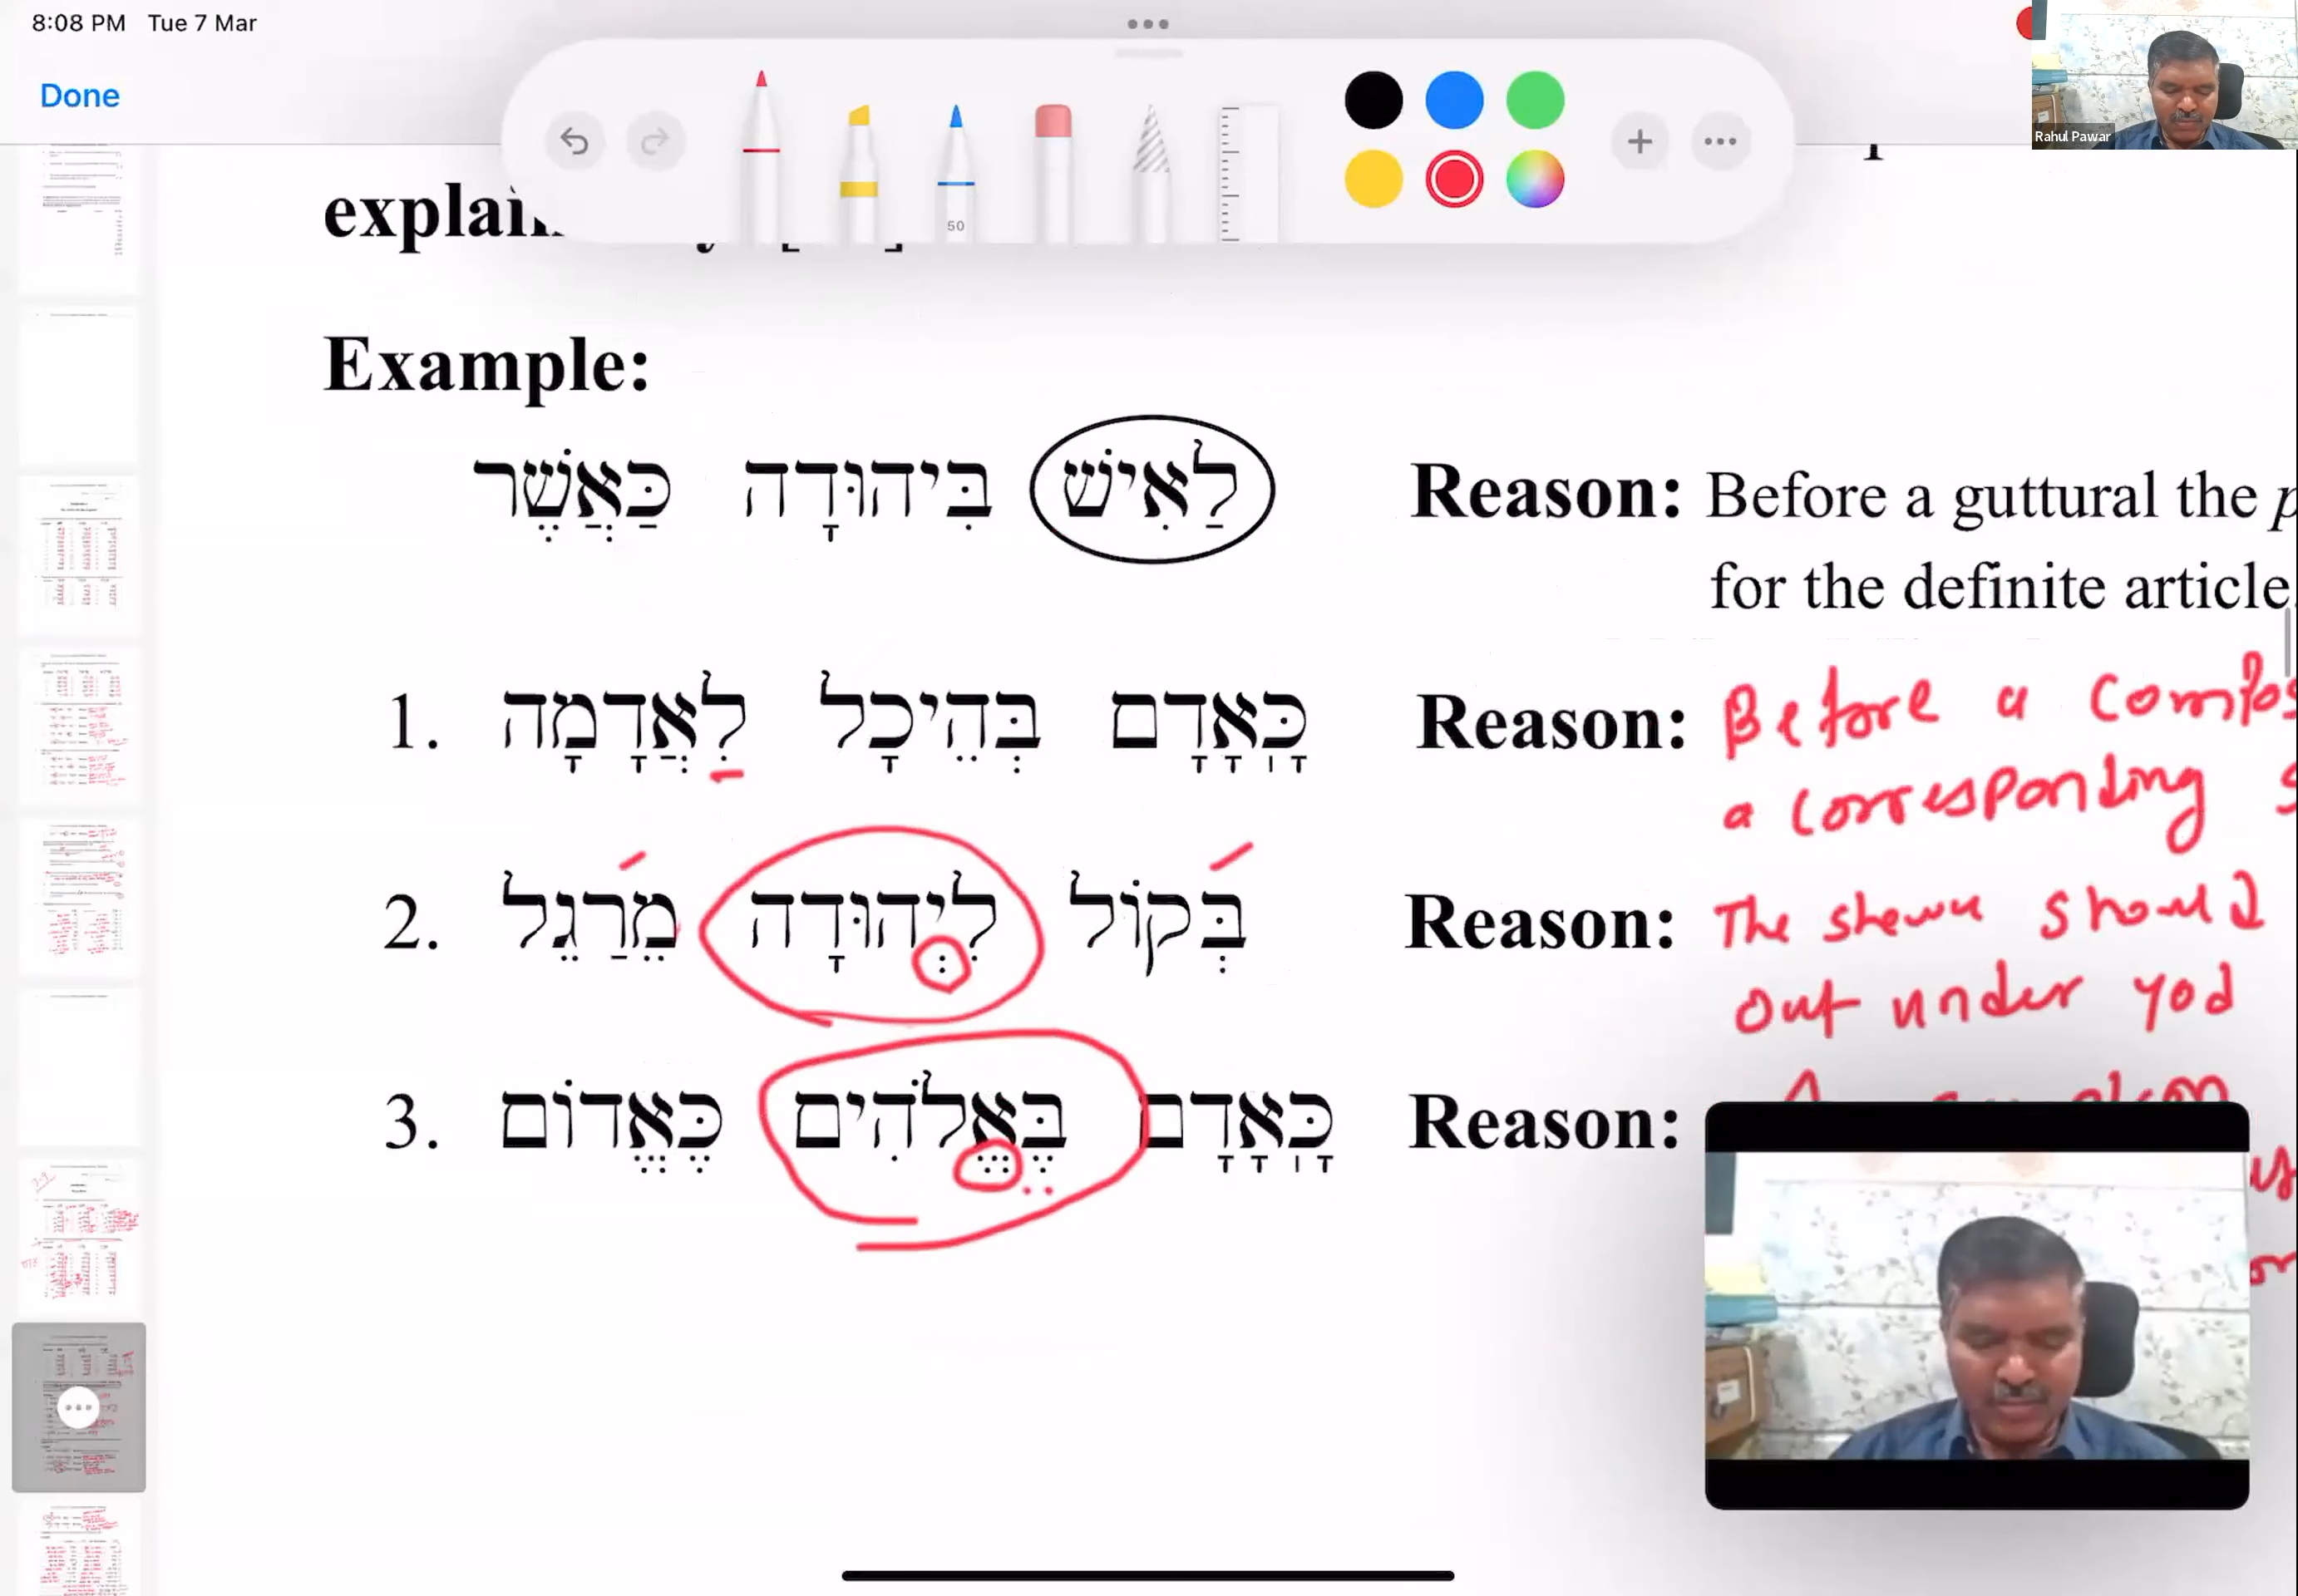 8:08 PM Tue 7 Mar
Done
50
Rahul Pawar
Example:
לַאִישׁ בִּיהוּדָה כַּאֲשֶׁר Reason: Before a guttural the
for the definite article
1. כָּוְאָדָם בְּהֵיכָל לִאֲדָמָה Reason: Before a
a corresponding
2. בְּקוֹל לִיְהוּדָה מֶרַגֶל Reason: The shewa should
out under yod
3. כָּוְאָדָם בֶּאֱלֹהִים כֶּאֱדוֹם Reason: